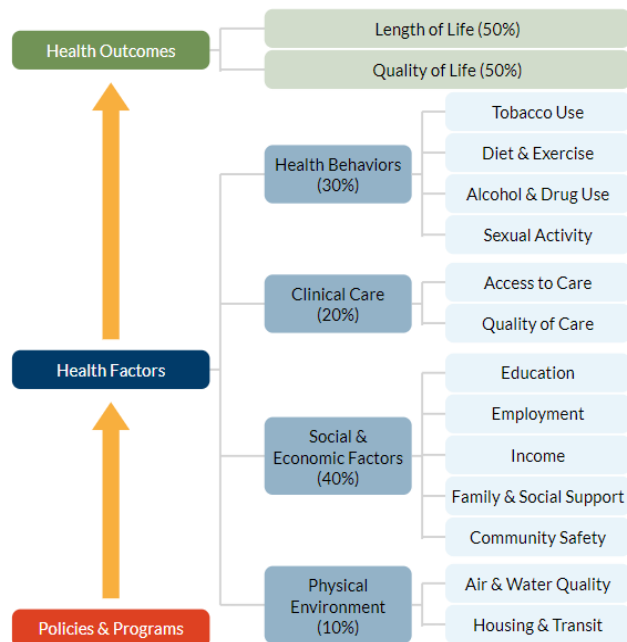 Health Outcomes
Length of Life (50%)
Quality of Life (50%)
Health Factors
Health Behaviors
(30%)
Tobacco Use
Diet & Exercise
Alcohol & Drug Use
Sexual Activity
Clinical Care
(20%)
Access to Care
Quality of Care
Social &
Economic Factors
(40%)
Education
Employment
Income
Family & Social Support
Community Safety
Physical
Environment
(10%)
Air & Water Quality
Housing & Transit
Policies & Programs